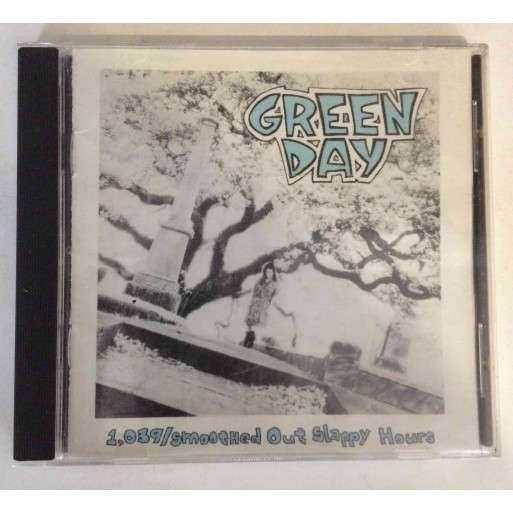 GREEN
DAY
1,039/Smoothed Out Slappy Hours